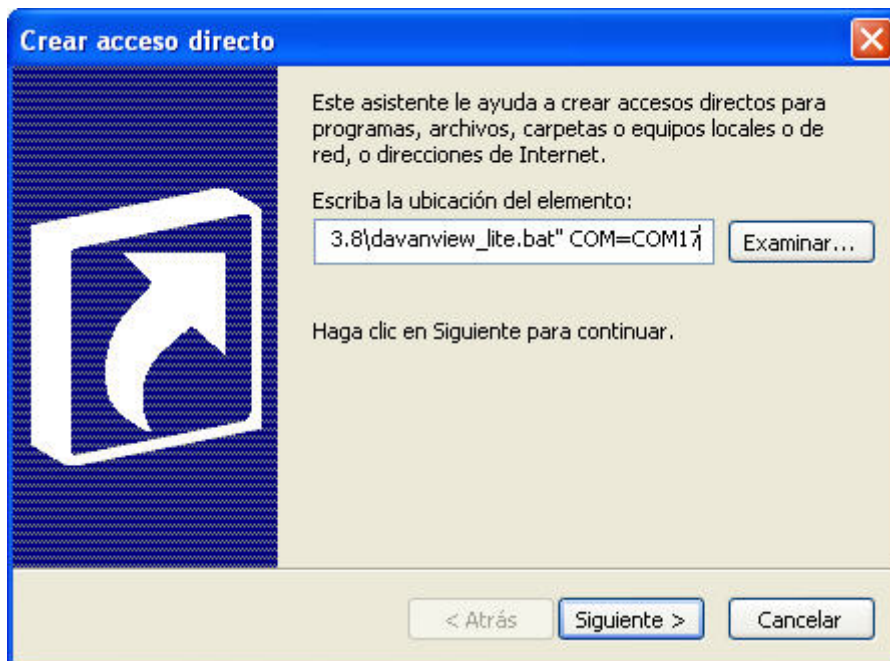 Crear acceso directo
Este asistente le ayuda a crear accesos directos para
programas, archivos, carpetas o equipos locales o de
red, o direcciones de Internet.
Escriba la ubicación del elemento:
3.8\davanview_lite.bat" COM=COM17
Examinar...
Haga clic en Siguiente para continuar.
< Atrás
Siguiente >
Cancelar